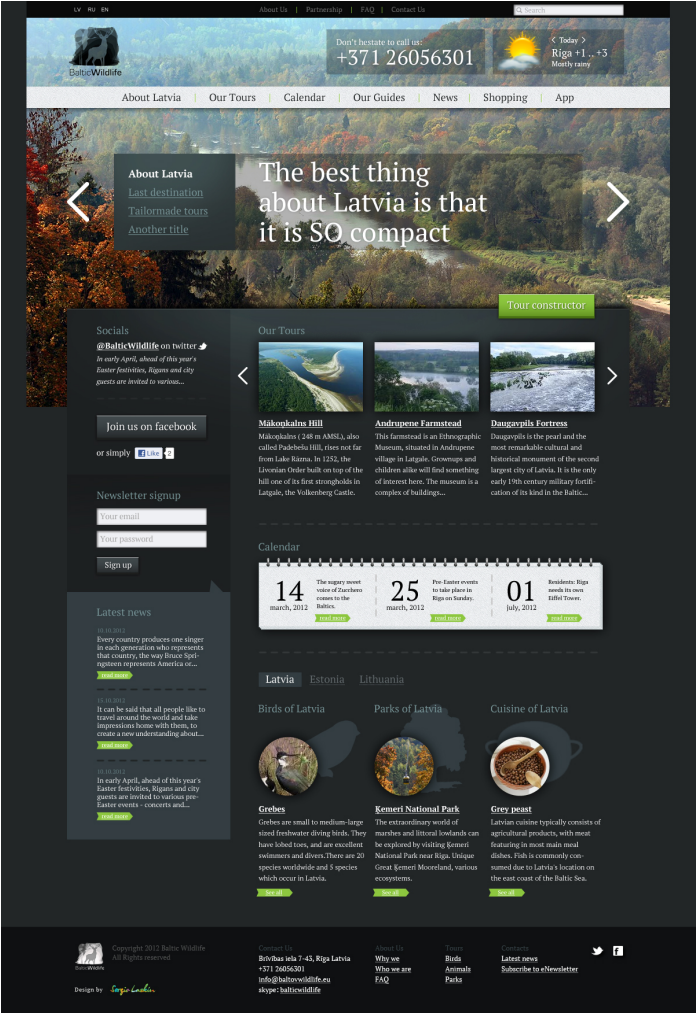 LV RU EN
About Us | Partnership | FAQ | Contact Us
Search
BalticWildlife
Don't hestate to call us:
+371 26056301
< Today >
Riga +1 .. +3
Mostly rainy
About Latvia | Our Tours | Calendar | Our Guides | News | Shopping | App
About Latvia
Last destination
Tailormade tours
Another title
The best thing
about Latvia is that
it is SO compact
Tour constructor
Socials
@BalticWildlife on twitter
In early April, ahead of this year's
Easter festivities, Rigans and city
guests are invited to various...
Join us on facebook
or simply Like 2
Newsletter signup
Your email
Your password
Sign up
Latest news
18.10.2012
Every country produces one singer
in each generation who represents
that country, the way Bruce Spri-
ngsteen represents America or...
read more
15.10.2012
It can be said that all people like to
travel around the world and take
impressions home with them, to
create a new understanding about...
read more
10.10.2012
In early April, ahead of this year's
Easter festivities, Rigans and city
guests are invited to various pre-
Easter events - concerts and...
read more
Our Tours
Mākoņkalns Hill
Mākoņkalns ( 248 m AMSL), also
called Padebešu Hill, rises not far
from Lake Rāzna. In 1252, the
Livonian Order built on top of the
hill one of its first strongholds in
Latgale, the Volkenberg Castle.
Andrupene Farmstead
This farmstead is an Ethnographic
Museum, situated in Andrupene
village in Latgale. Grownups and
children alike will find something
of interest here. The museum is a
complex of buildings...
Daugavpils Fortress
Daugavpils is the pearl and the
most remarkable cultural and
historical monument of the second
largest city of Latvia. It is the only
early 19th century military fortifi-
cation of its kind in the Baltic...
Calendar
14
march, 2012
The sugary sweet
voice of Zucchero
comes to the
Baltics.
read more
25
march, 2012
Pre-Easter events
to take place in
Riga on Sunday.
read more
01
july, 2012
Residents: Riga
needs its own
Eiffel Tower.
read more
Latvia Estonia Lithuania
Birds of Latvia
Grebes
Grebes are small to medium-large
sized freshwater diving birds. They
have lobed toes, and are excellent
swimmers and divers.There are 20
species worldwide and 5 species
which occur in Latvia.
See all
Parks of Latvia
Ķemeri National Park
The extraordinary world of
marshes and littoral lowlands can
be explored by visiting Ķemeri
National Park near Riga. Unique
Great Ķemeri Mooreland, various
ecosystems.
See all
Cuisine of Latvia
Grey peast
Latvian cuisine typically consists of
agricultural products, with meat
featuring in most main meal
dishes. Fish is commonly con-
sumed due to Latvia's location on
the east coast of the Baltic Sea.
See all
BalticWildlife
Copyright 2012 Baltic Wildlife
All Rights reserved
Design by Sergio Laskin
Contact Us
Brivības iela 7-43, Rīga Latvia
+371 26056301
info@baltovwildlife.eu
skype: balticwildlife
About Us
Why we
Who we are
FAQ
Tours
Birds
Animals
Parks
Contacts
Latest news
Subscribe to eNewsletter